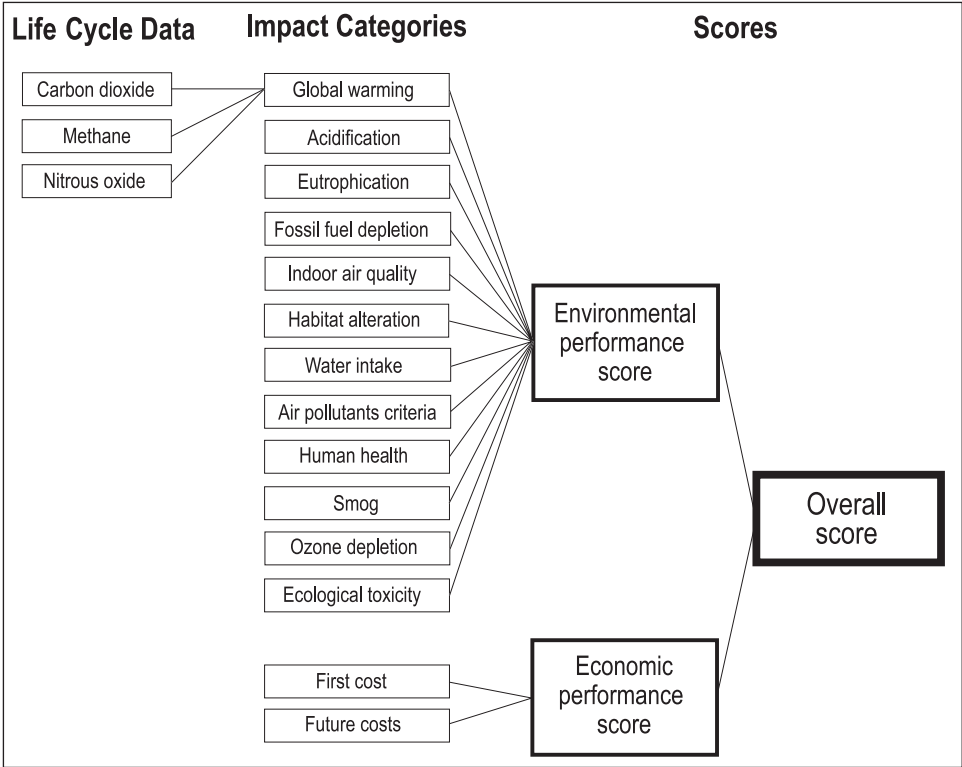 Life Cycle Data
Impact Categories
Scores
Carbon dioxide
Methane
Nitrous oxide
Global warming
Acidification
Eutrophication
Fossil fuel depletion
Indoor air quality
Habitat alteration
Water intake
Air pollutants criteria
Human health
Smog
Ozone depletion
Ecological toxicity
First cost
Future costs
Environmental
performance
score
Economic
performance
score
Overall
score